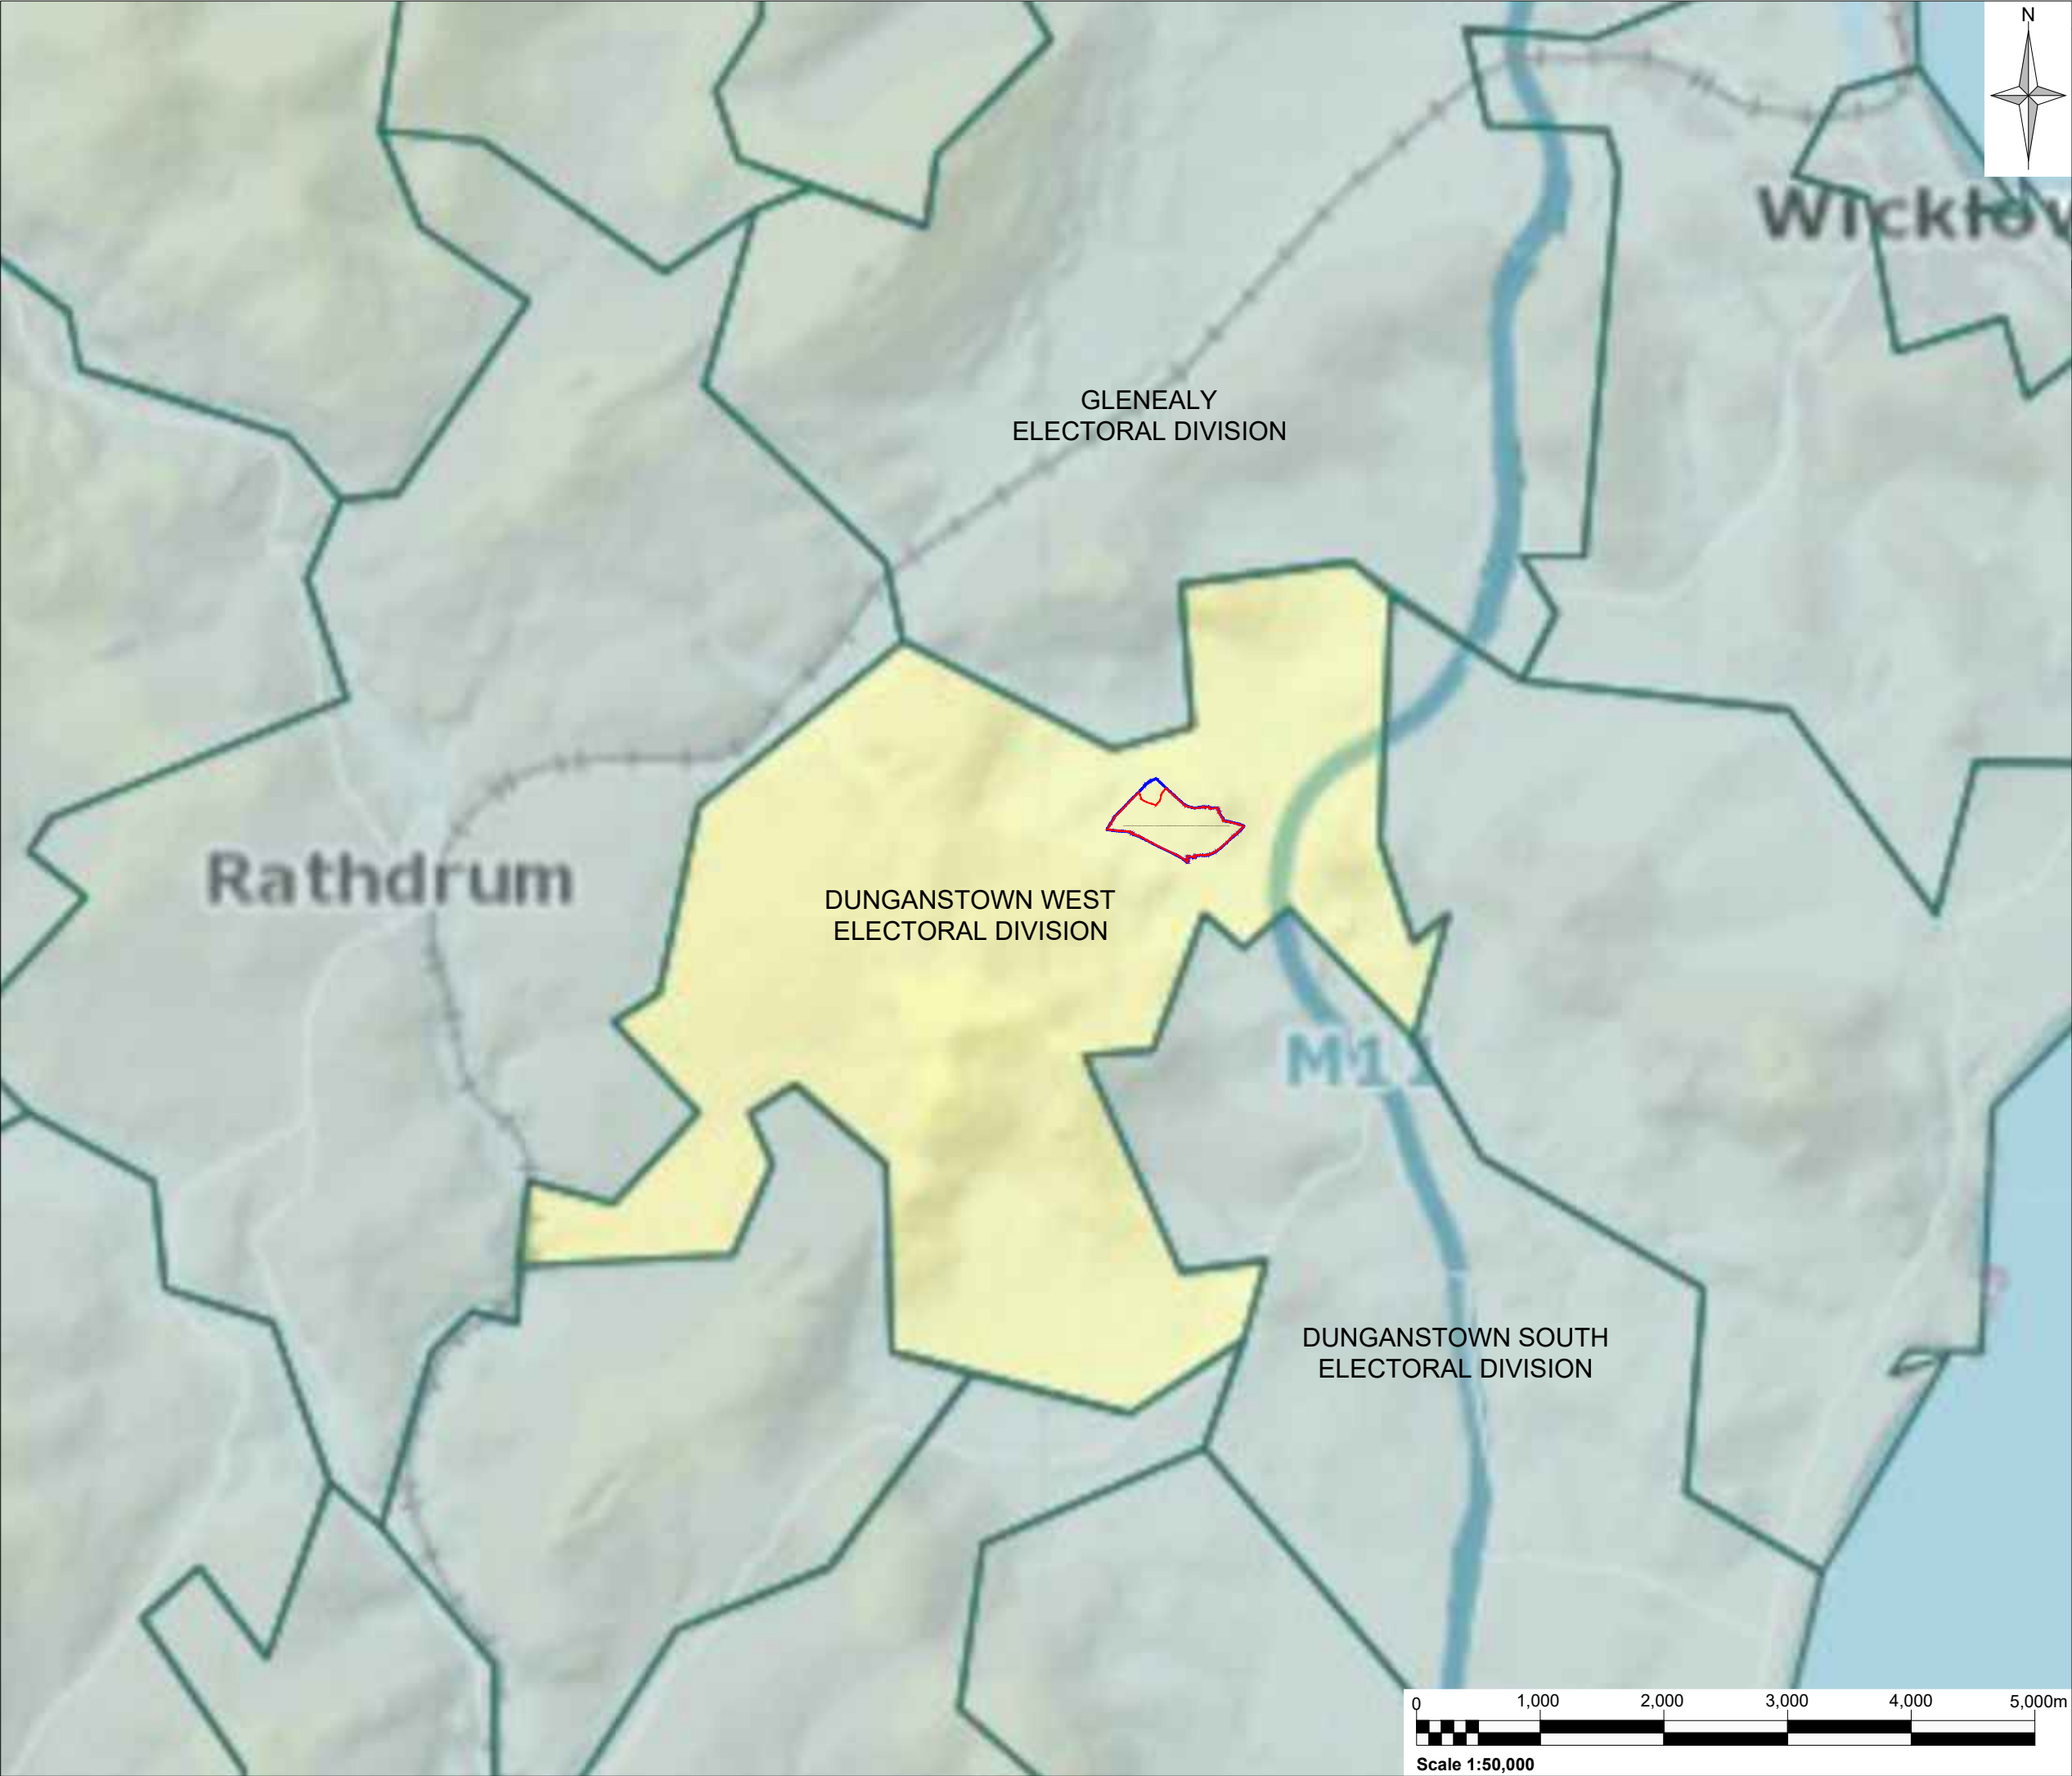 N
Wicklow
GLENEALY
ELECTORAL DIVISION
Rathdrum
DUNGANSTOWN WEST
ELECTORAL DIVISION
M11
DUNGANSTOWN SOUTH
ELECTORAL DIVISION
0 1,000 2,000 3,000 4,000 5,000m
Scale 1:50,000